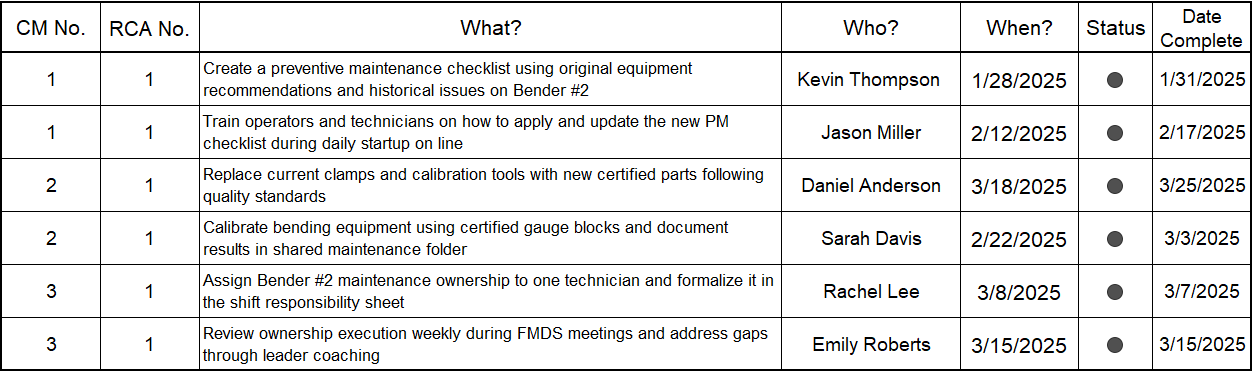 CM No. RCA No. What? Who? When? Status Date Complete
1 1 Create a preventive maintenance checklist using original equipment
recommendations and historical issues on Bender #2 Kevin Thompson 1/28/2025 1/31/2025
1 1 Train operators and technicians on how to apply and update the new PM
checklist during daily startup on line Jason Miller 2/12/2025 2/17/2025
2 1 Replace current clamps and calibration tools with new certified parts following
quality standards Daniel Anderson 3/18/2025 3/25/2025
2 1 Calibrate bending equipment using certified gauge blocks and document
results in shared maintenance folder Sarah Davis 2/22/2025 3/3/2025
3 1 Assign Bender #2 maintenance ownership to one technician and formalize it in
the shift responsibility sheet Rachel Lee 3/8/2025 3/7/2025
3 1 Review ownership execution weekly during FMDS meetings and address gaps
through leader coaching Emily Roberts 3/15/2025 3/15/2025